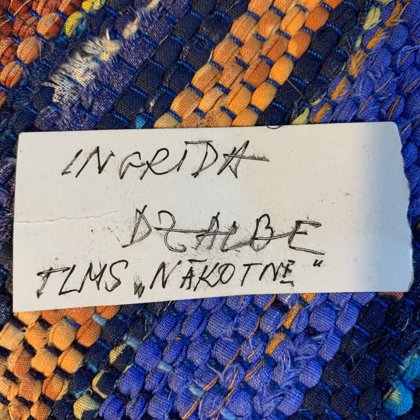 INGRIDA
DZALBE
TLMS „NĀKOTNE“